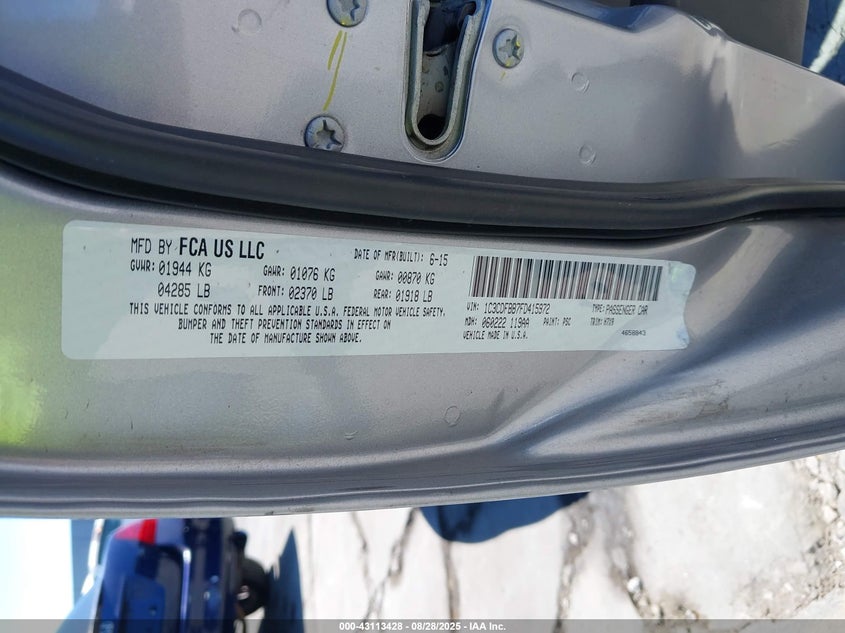 MFD BY FCA US LLC
DATE OF MFR(BUILT): 6-15
GVWR: 01944 KG
GAWR: 01076 KG
GAWR: 00870 KG
04285 LB
FRONT: 02370 LB
REAR: 01918 LB
THIS VEHICLE CONFORMS TO ALL APPLICABLE U.S.A. FEDERAL MOTOR VEHICLE SAFETY,
BUMPER AND THEFT PREVENTION STANDARDS IN EFFECT ON
THE DATE OF MANUFACTURE SHOWN ABOVE.
VIN: 1C3CDFBB7FD415972
TYPE: PASSENGER CAR
MDH: 060222 119AA
PAINT: PSC
TRIM: H7X9
VEHICLE MADE IN U.S.A.
4658843
000-43113428 - 08/28/2025 - © IAA Inc.